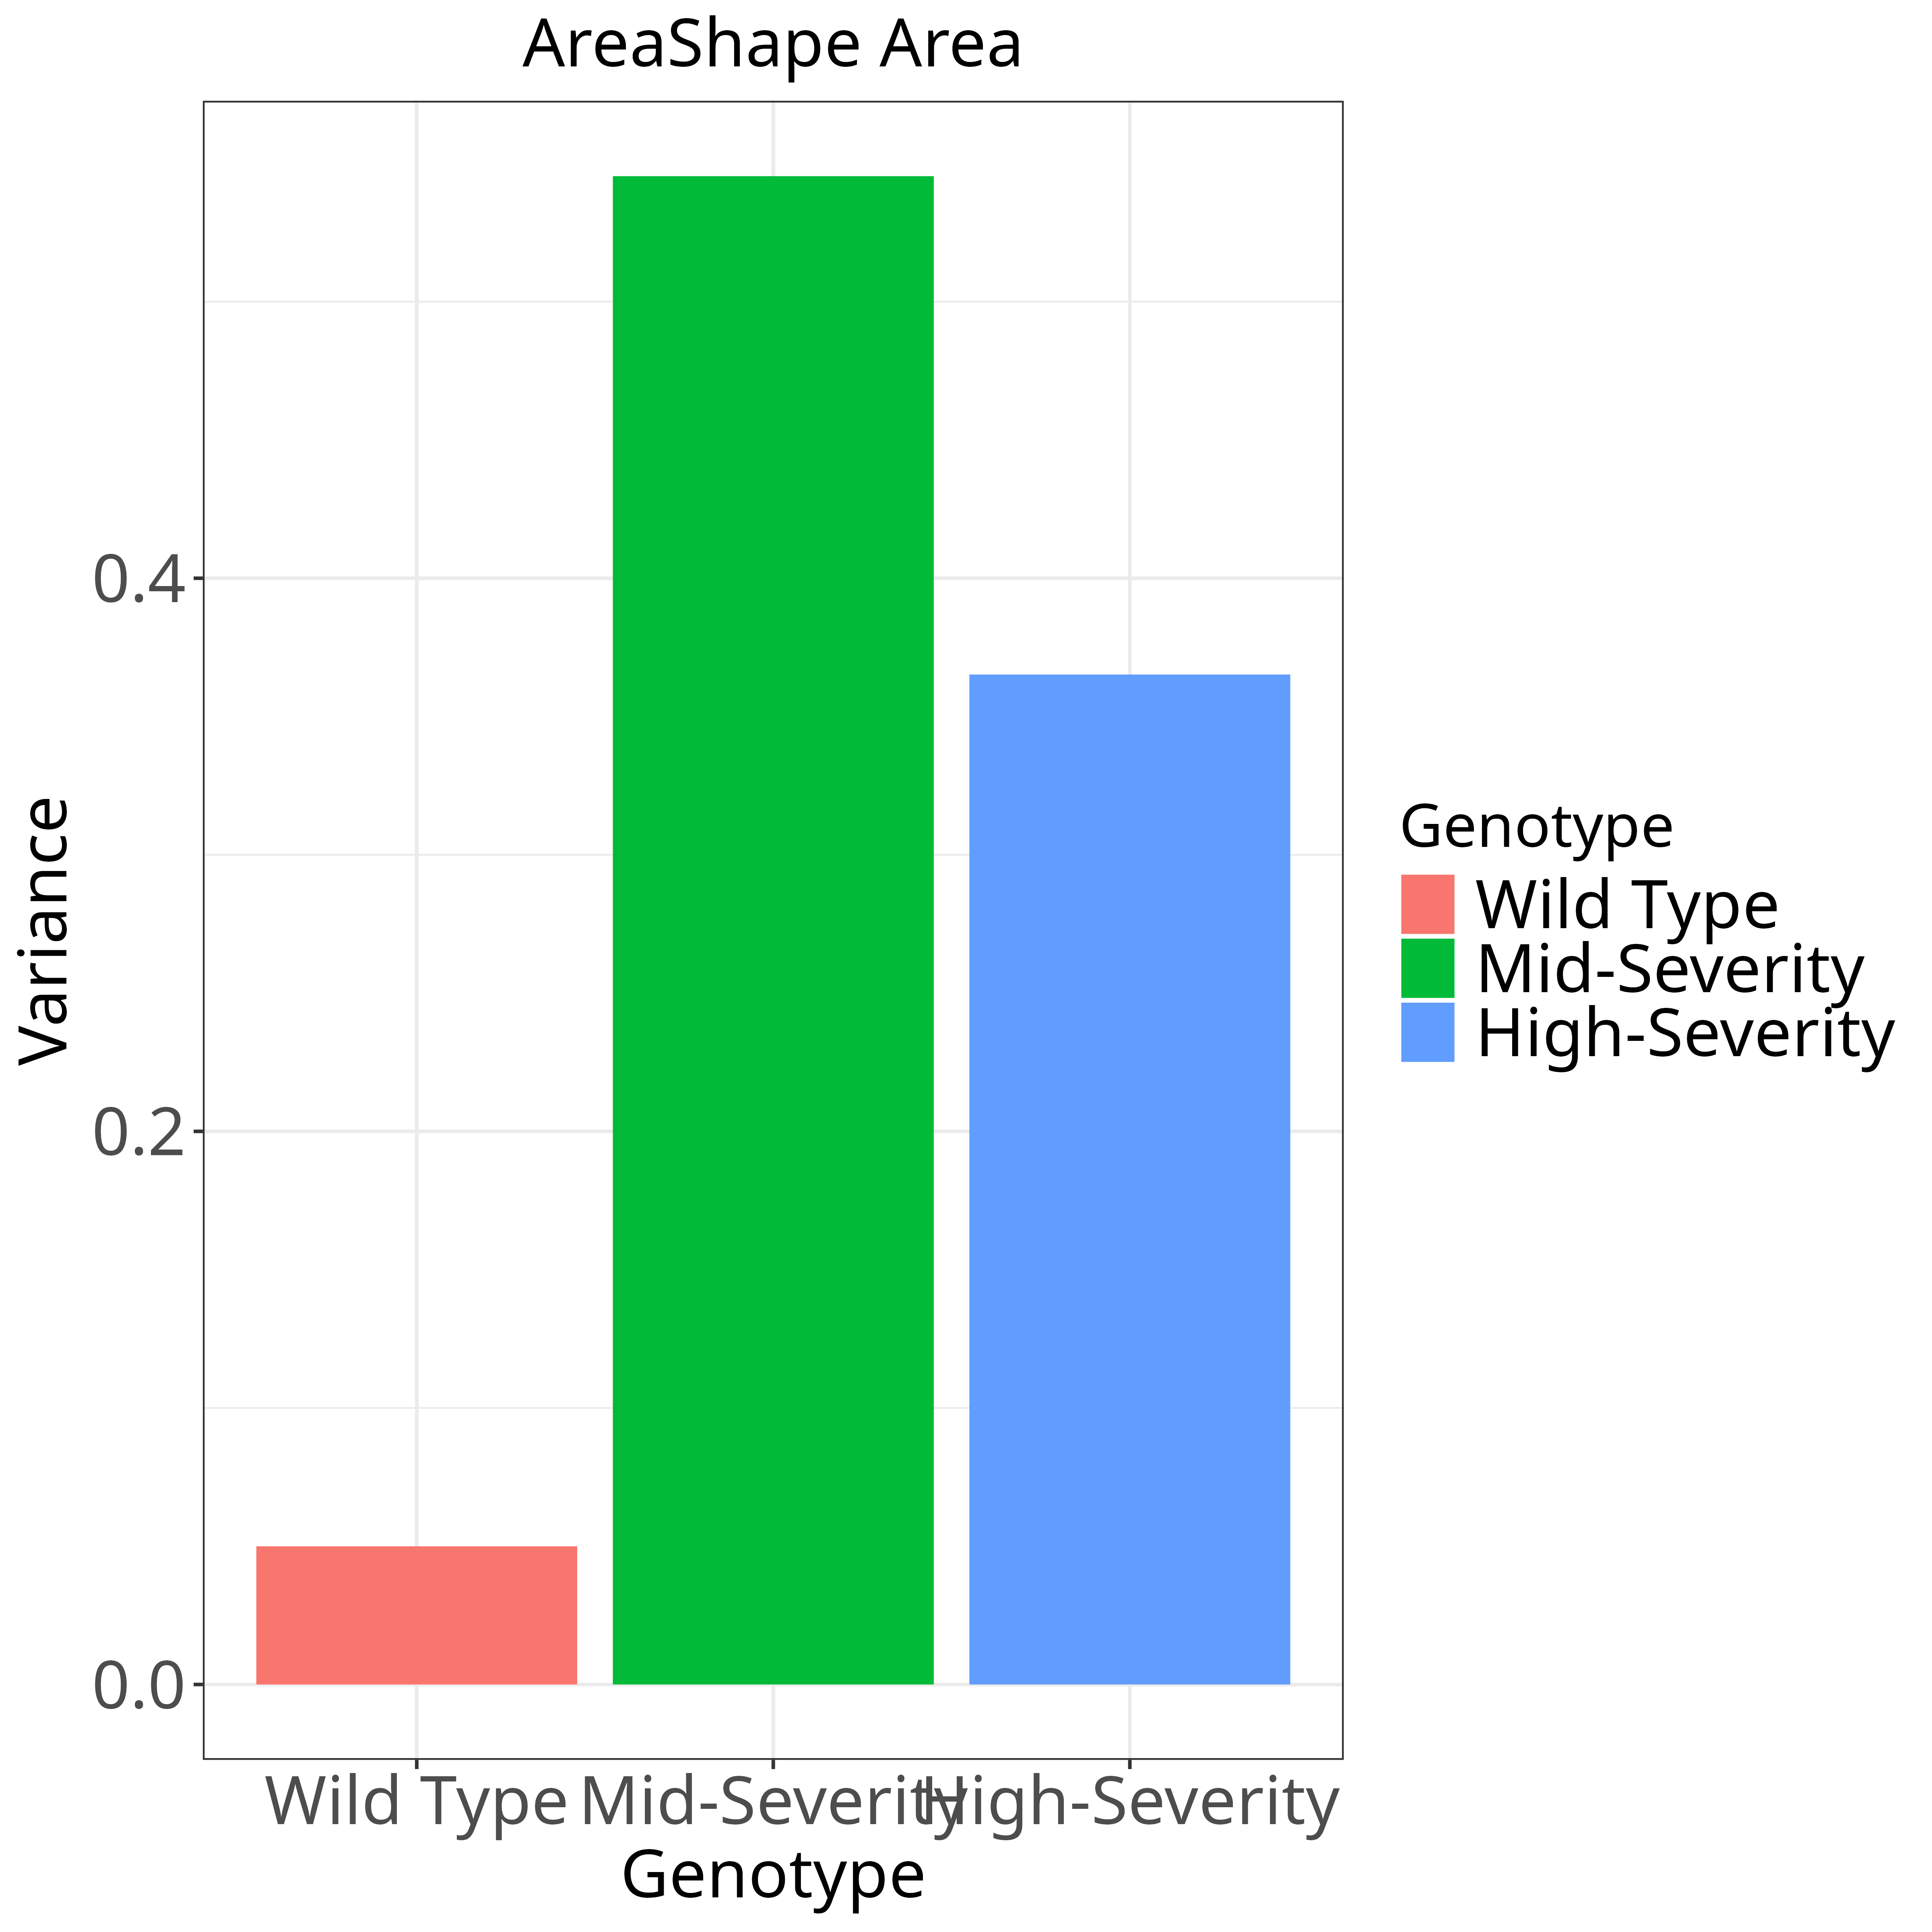 AreaShape Area
Variance
0.4
0.2
0.0
Wild Type Mid-Severity High-Severity
Genotype
Genotype
Wild Type
Mid-Severity
High-Severity